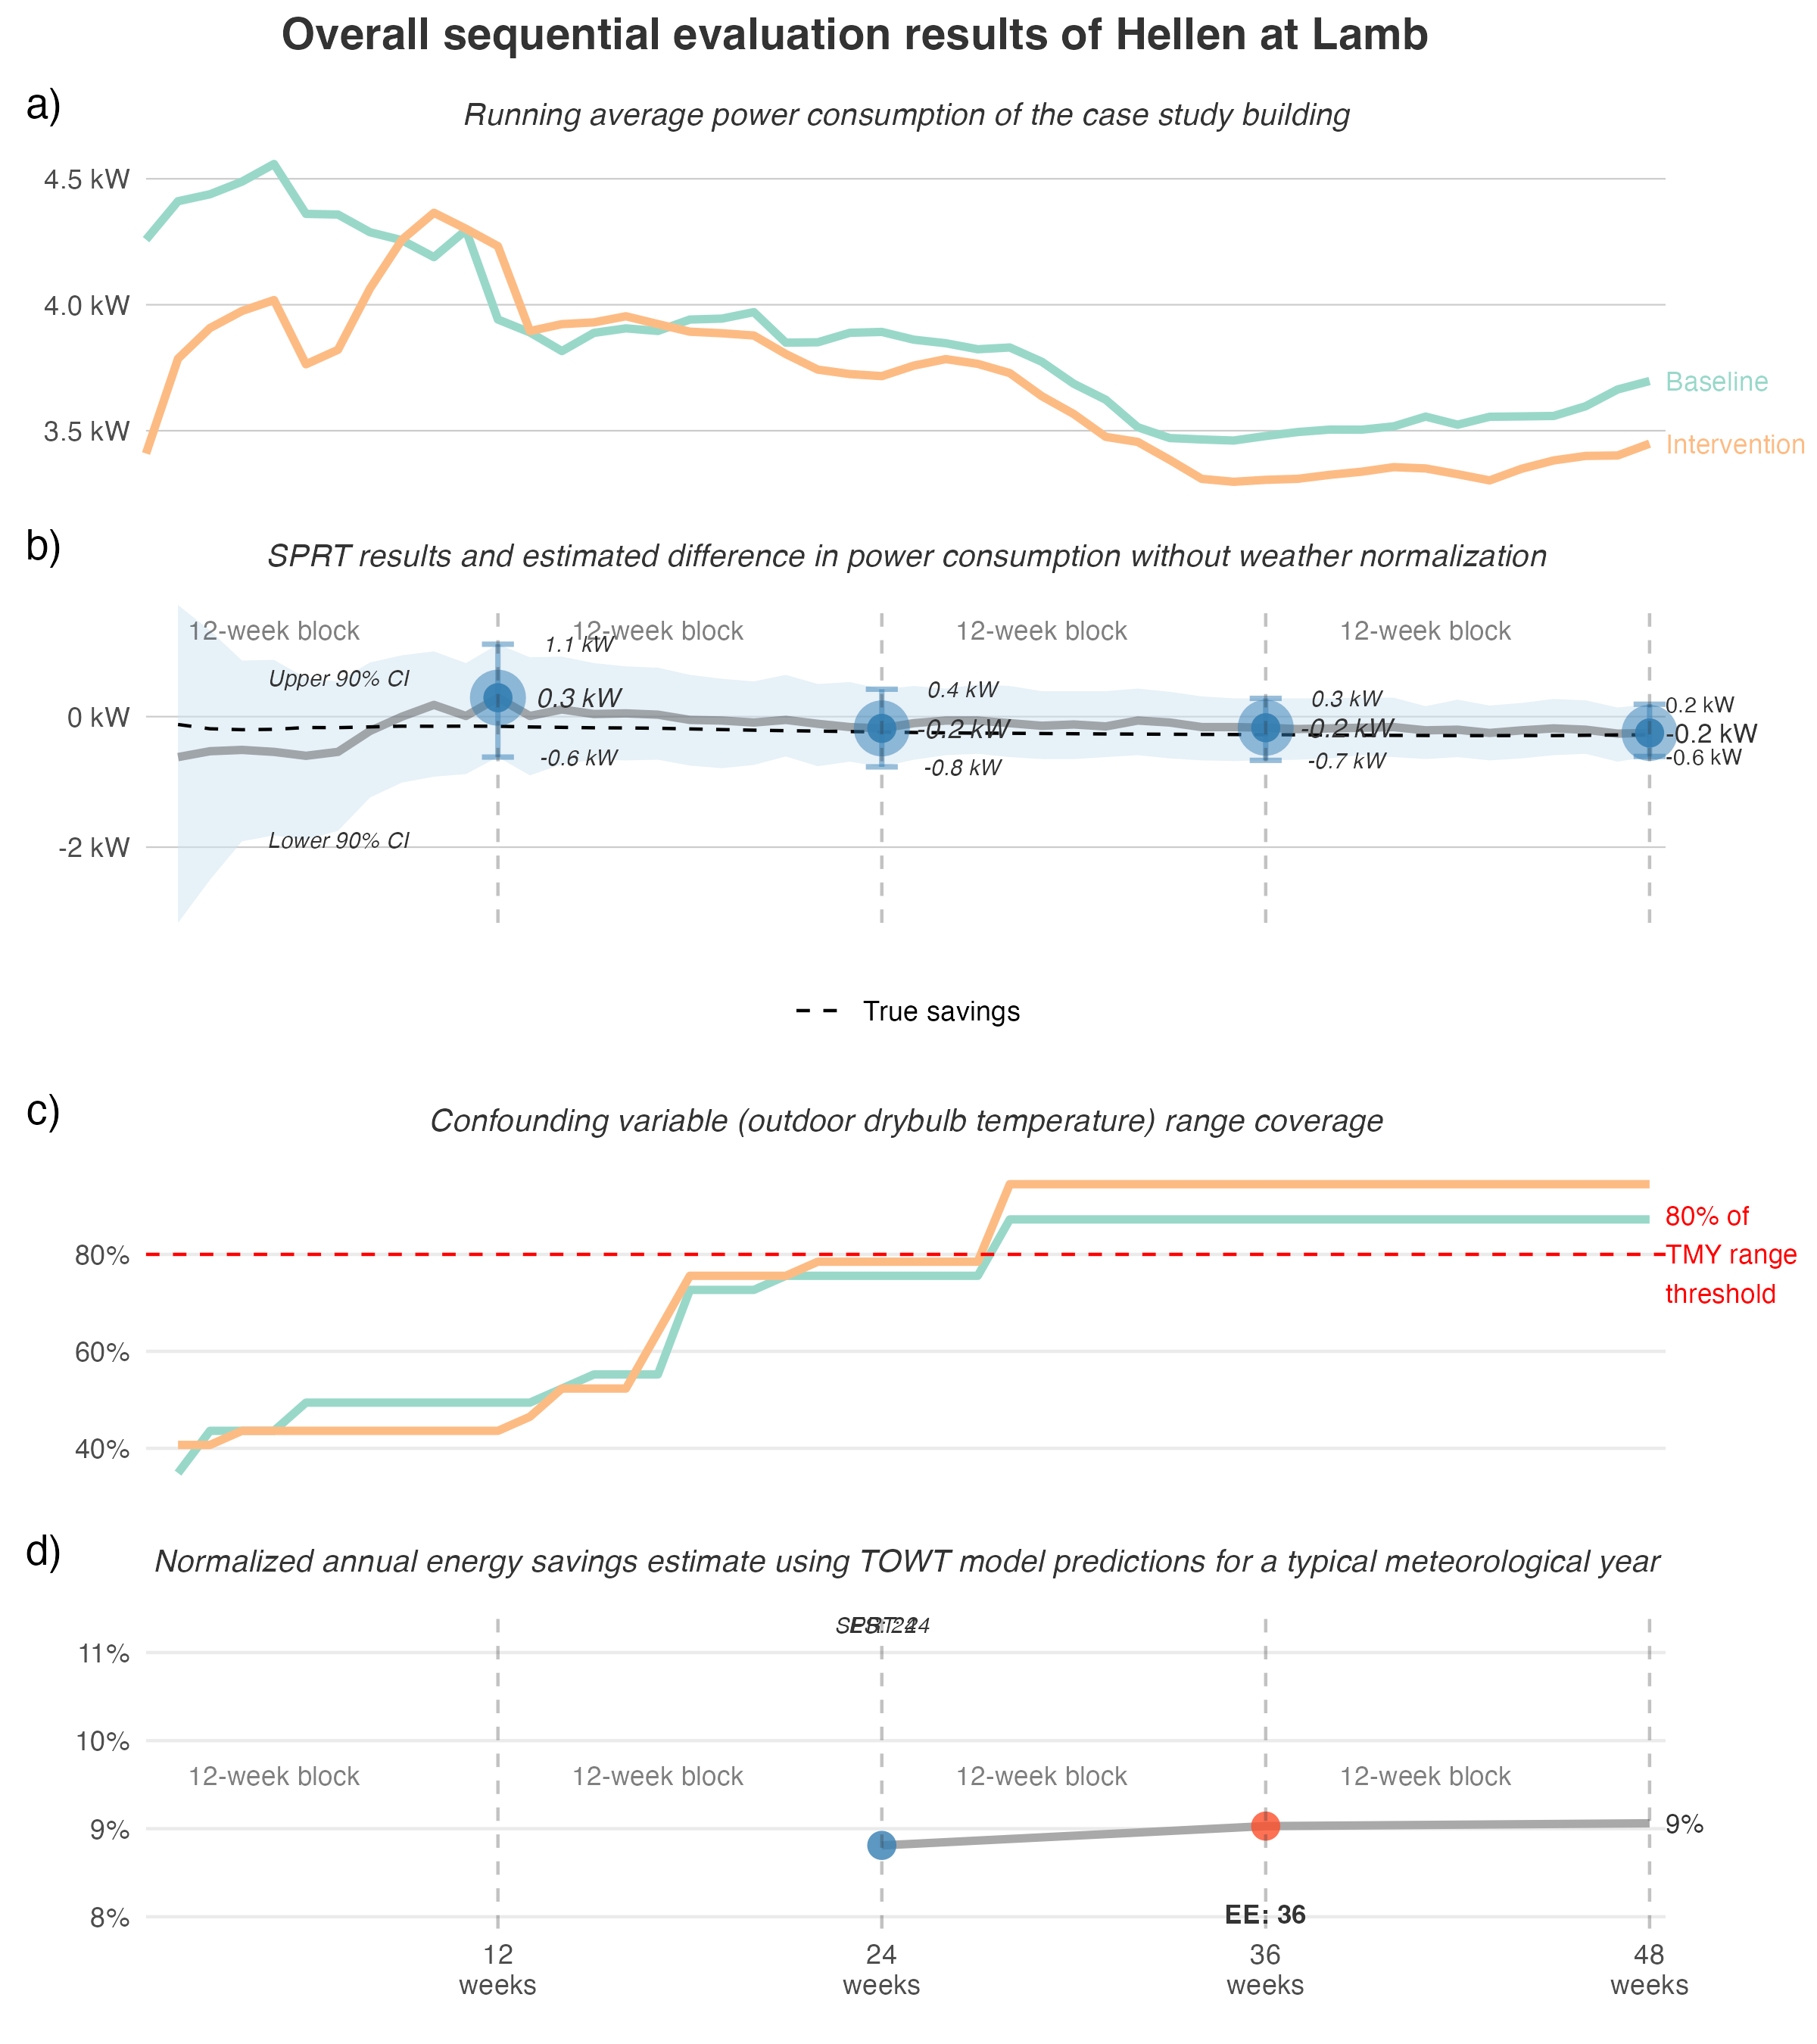 Overall sequential evaluation results of Hellen at Lamb
a)
Running average power consumption of the case study building
4.5 kW
4.0 kW
3.5 kW
Baseline
Intervention
b)
SPRT results and estimated difference in power consumption without weather normalization
12-week block
12-week block
12-week block
12-week block
1.1 kW
Upper 90% CI
0.3 kW
0.4 kW
0.3 kW
0.2 kW
0 kW
-0.2 kW
-0.2 kW
-0.2 kW
-0.6 kW
-0.8 kW
-0.7 kW
-0.6 kW
Lower 90% CI
-2 kW
True savings
c)
Confounding variable (outdoor drybulb temperature) range coverage
80%
60%
40%
80% of
TMY range
threshold
d)
Normalized annual energy savings estimate using TOWT model predictions for a typical meteorological year
11%
10%
12-week block
12-week block
12-week block
12-week block
9%
9%
8%
EE: 36
12
weeks
24
weeks
36
weeks
48
weeks